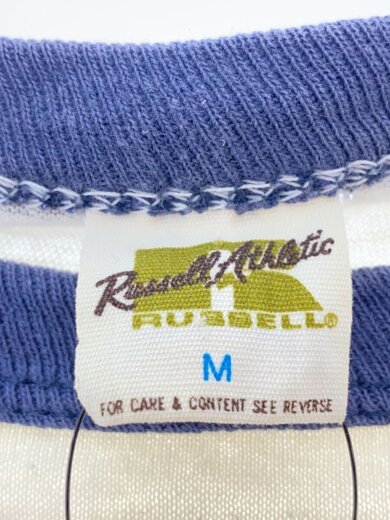 Russell Athletic
RUSSELL®
M
FOR CARE & CONTENT SEE REVERSE